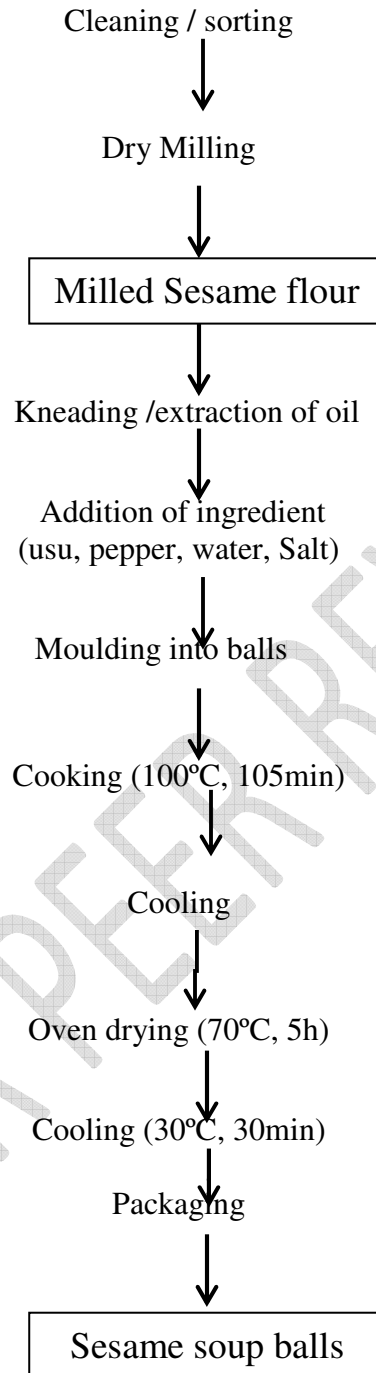 Cleaning / sorting
Dry Milling
Milled Sesame flour
Kneading /extraction of oil
Addition of ingredient
(usu, pepper, water, Salt)
Moulding into balls
Cooking (100ºC, 105min)
Cooling
Oven drying (70ºC, 5h)
Cooling (30ºC, 30min)
Packaging
Sesame soup balls
PEER